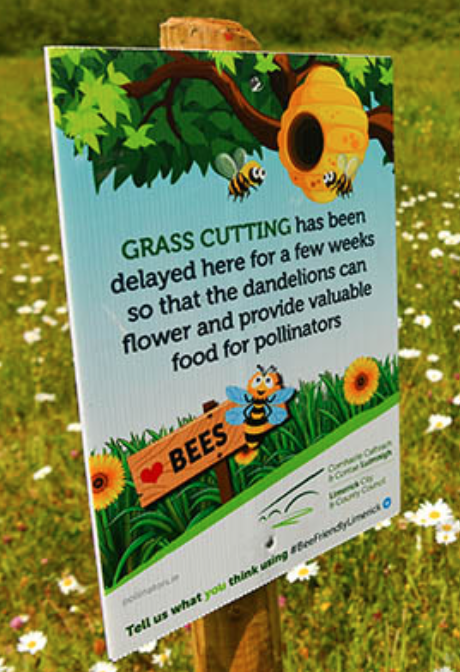 GRASS CUTTING has been
delayed here for a few weeks
so that the dandelions can
flower and provide valuable
food for pollinators
BEES
Comhairle Cathrach
& Contae Luimnigh
Limerick City
& County Council
pollinators.ie
Tell us what you think using #BeeFriendlyLimerick